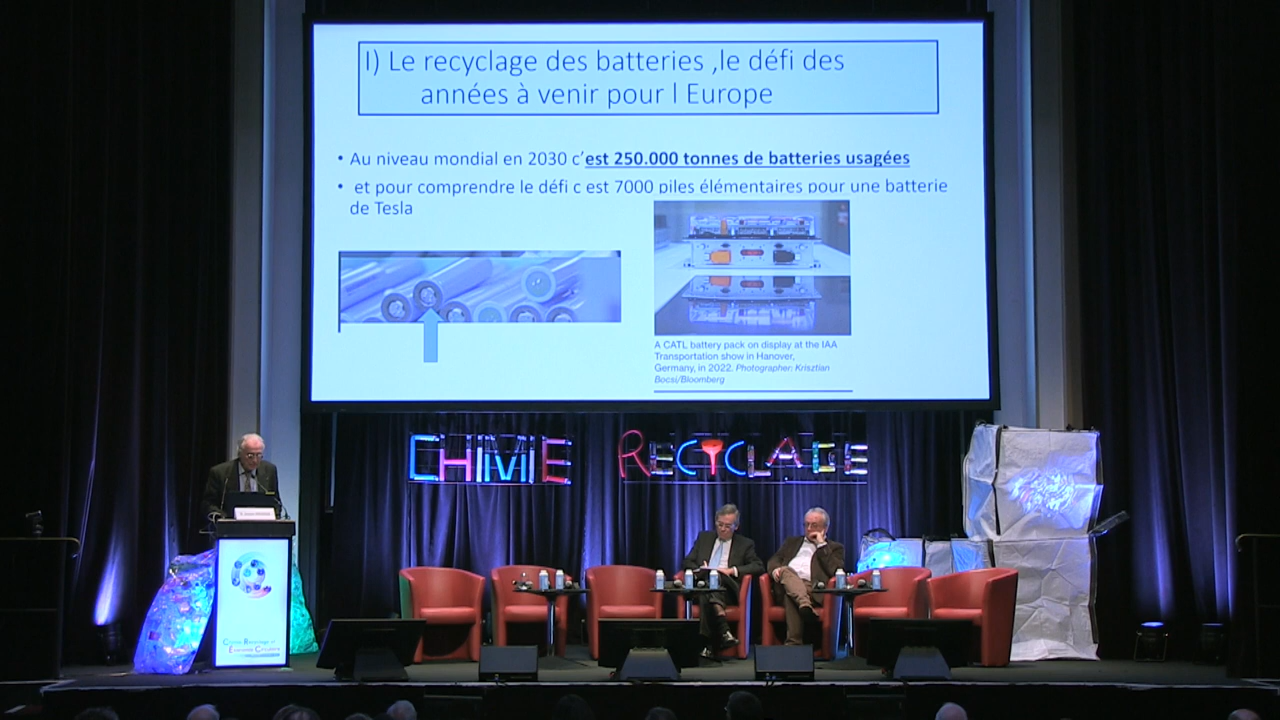 I) Le recyclage des batteries ,le défi des
années à venir pour l Europe
• Au niveau mondial en 2030 c’est 250.000 tonnes de batteries usagées
• et pour comprendre le défi c est 7000 piles élémentaires pour une batterie
de Tesla
A CATL battery pack on display at the IAA
Transportation show in Hanover,
Germany, in 2022. Photographer: Krisztian
Bocsi/Bloomberg
CHIMIE RECYCLAGE